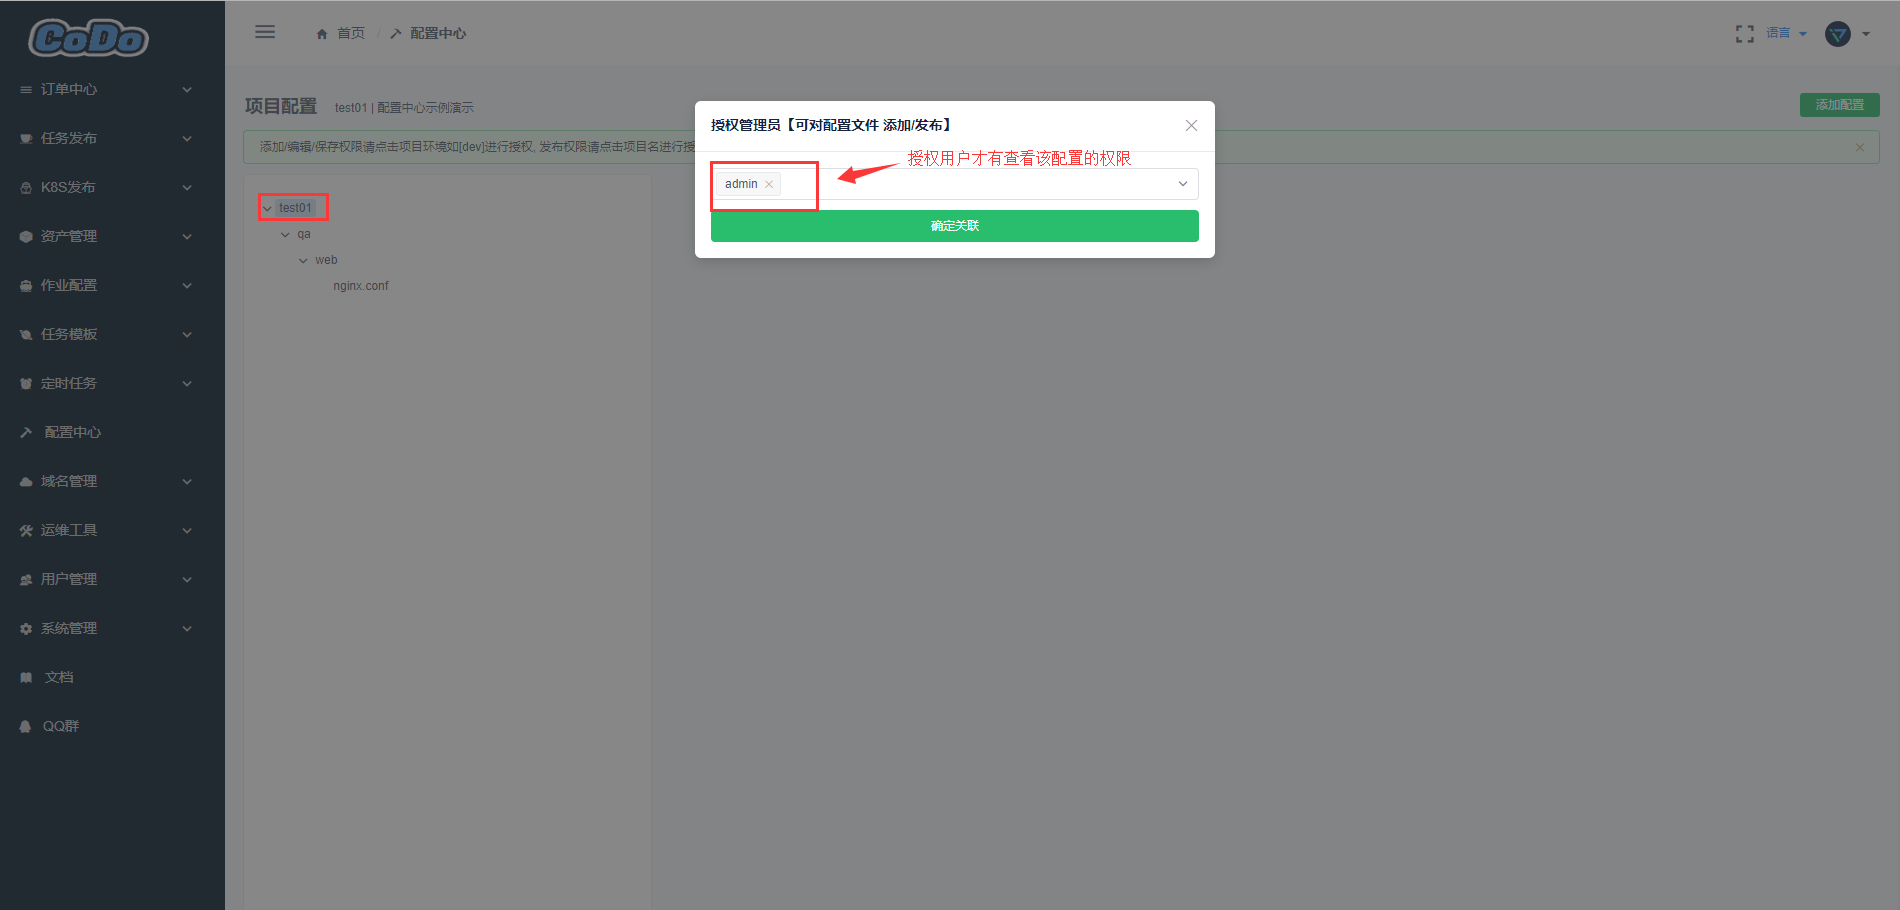 CoDo
订单中心
任务发布
K8S发布
资产管理
作业配置
任务模板
定时任务
配置中心
域名管理
运维工具
用户管理
系统管理
文档
QQ群
首页 / 配置中心
语言
项目配置 test01 | 配置中心示例演示
添加配置
添加/编辑/保存权限请点击项目环境如[dev]进行授权, 发布权限请点击项目名进行授
test01
qa
web
nginx.conf
授权管理员【可对配置文件 添加/发布】
授权用户才有查看该配置的权限
admin
确定关联